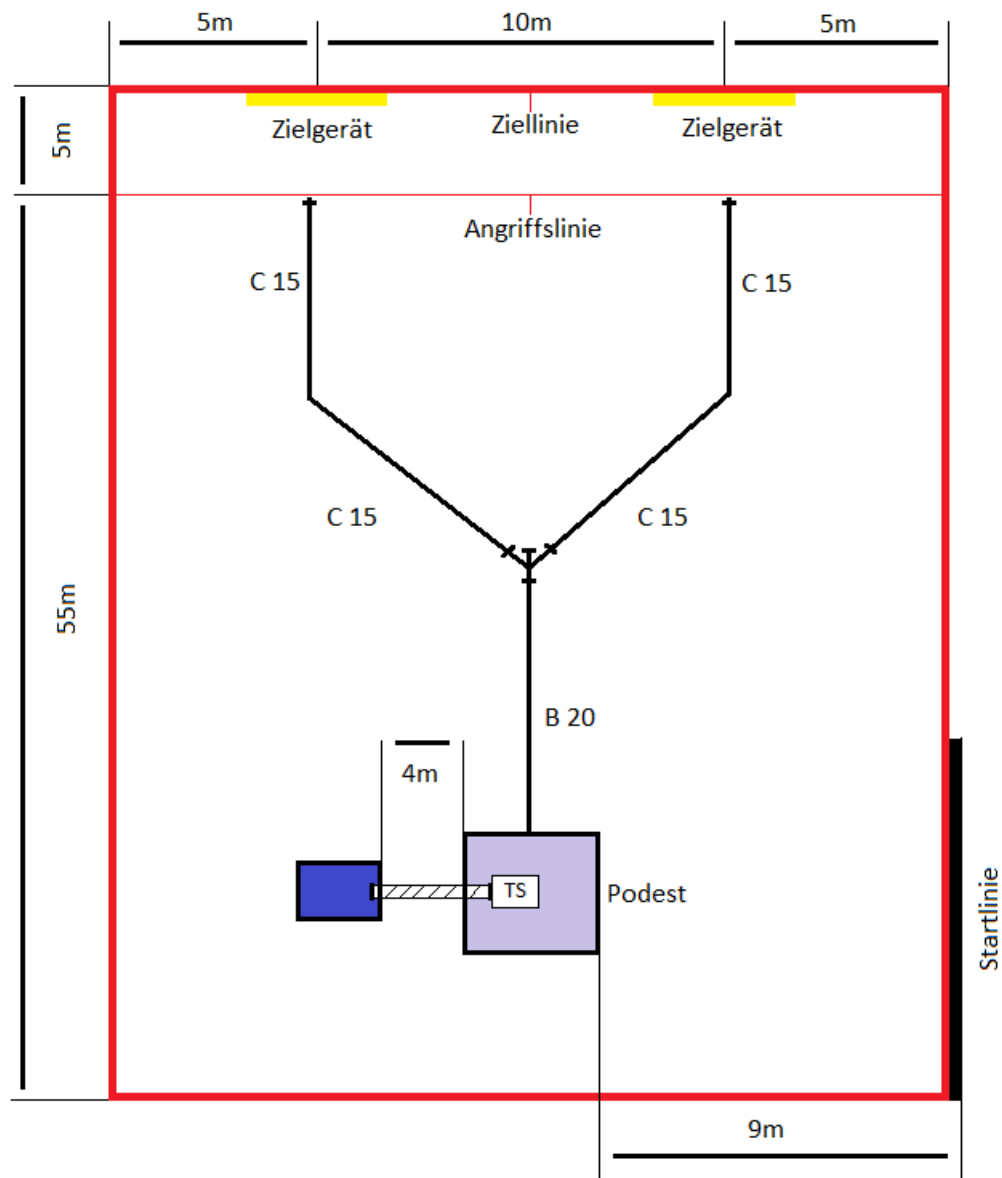 5m
10m
5m
Zielgerät
Ziellinie
Zielgerät
5m
Angriffslinie
C 15
C 15
C 15
C 15
55m
B 20
4m
TS
Podest
Startlinie
9m